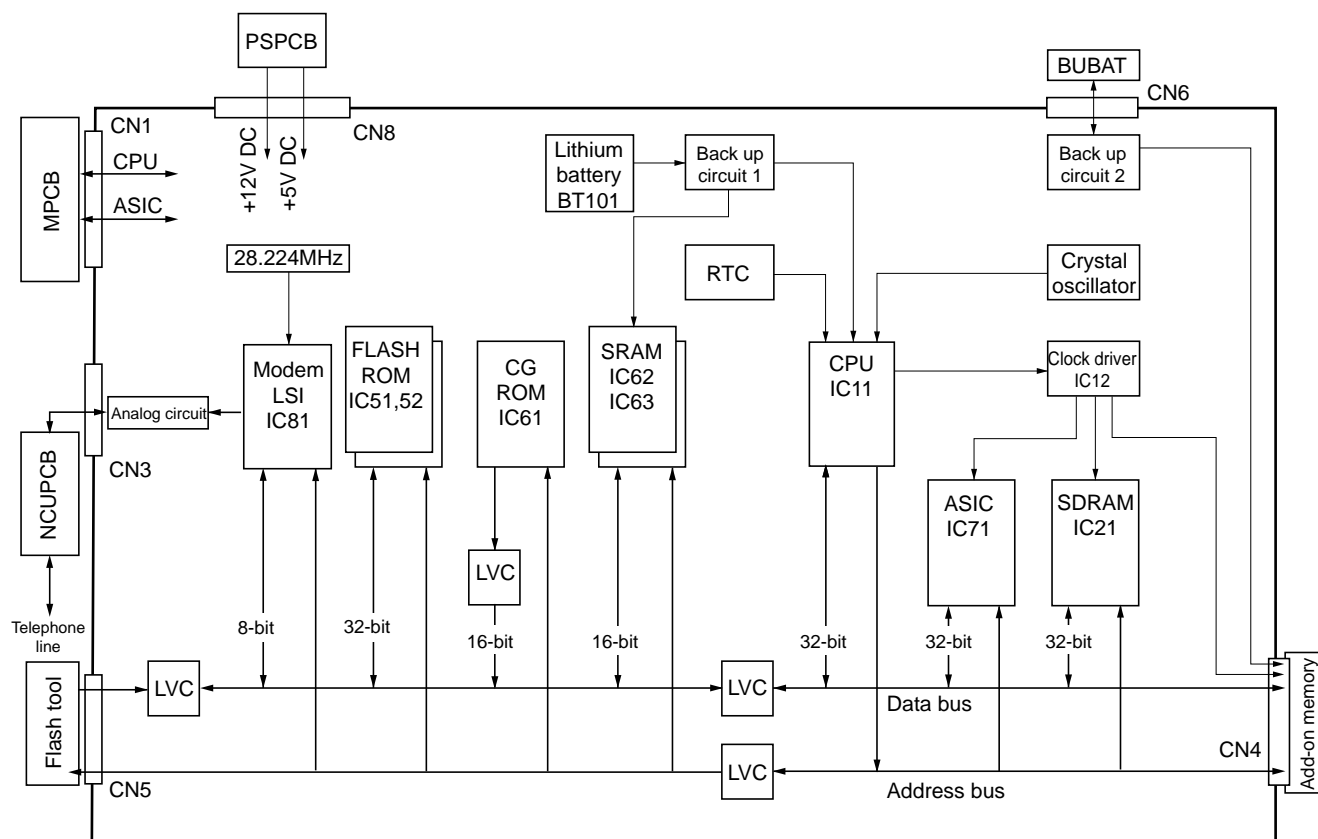 PSPCB
BUBAT
CN6
CN1
CN8
MPCB
CPU
ASIC
+12V DC
+5V DC
Lithium
battery
BT101
Back up
circuit 1
Back up
circuit 2
28.224MHz
RTC
Crystal
oscillator
Modem
LSI
IC81
FLASH
ROM
IC51,52
CG
ROM
IC61
SRAM
IC62
IC63
CPU
IC11
Clock driver
IC12
Analog circuit
CN3
NCUPCB
ASIC
IC71
SDRAM
IC21
LVC
Telephone
line
8-bit
32-bit
16-bit
16-bit
32-bit
32-bit
32-bit
Flash tool
LVC
LVC
Data bus
CN4
Add-on memory
CN5
LVC
Address bus